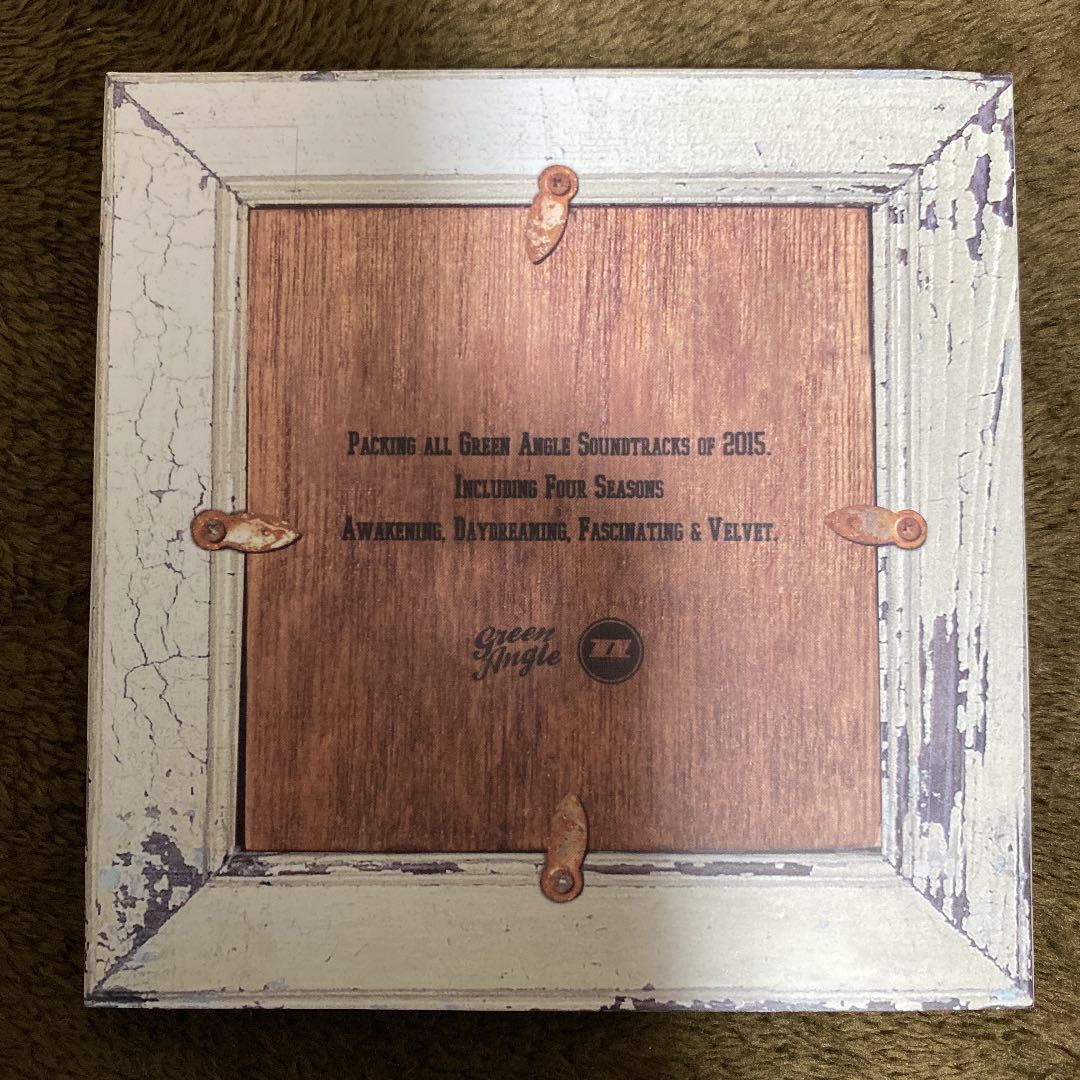 Packing all Green Angle Soundtracks of 2015.
Including Four Seasons
Awakening, Daydreaming, Fascinating & Velvet.
green
Angle